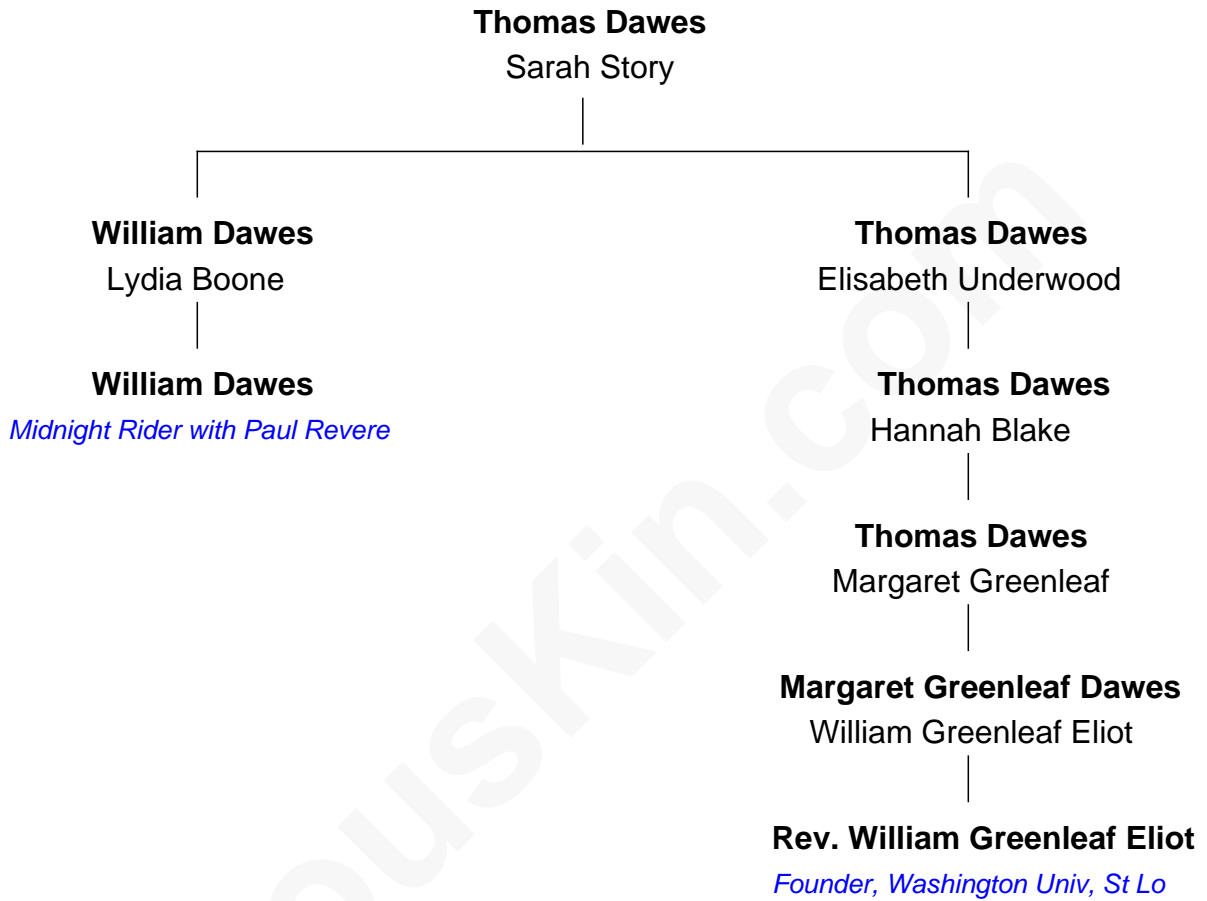 Thomas Dawes
Sarah Story
William Dawes
Lydia Boone
William Dawes
Midnight Rider with Paul Revere
Thomas Dawes
Elisabeth Underwood
Thomas Dawes
Hannah Blake
Thomas Dawes
Margaret Greenleaf
Margaret Greenleaf Dawes
William Greenleaf Eliot
Rev. William Greenleaf Eliot
Founder, Washington Univ, St Lo
ousKin.com